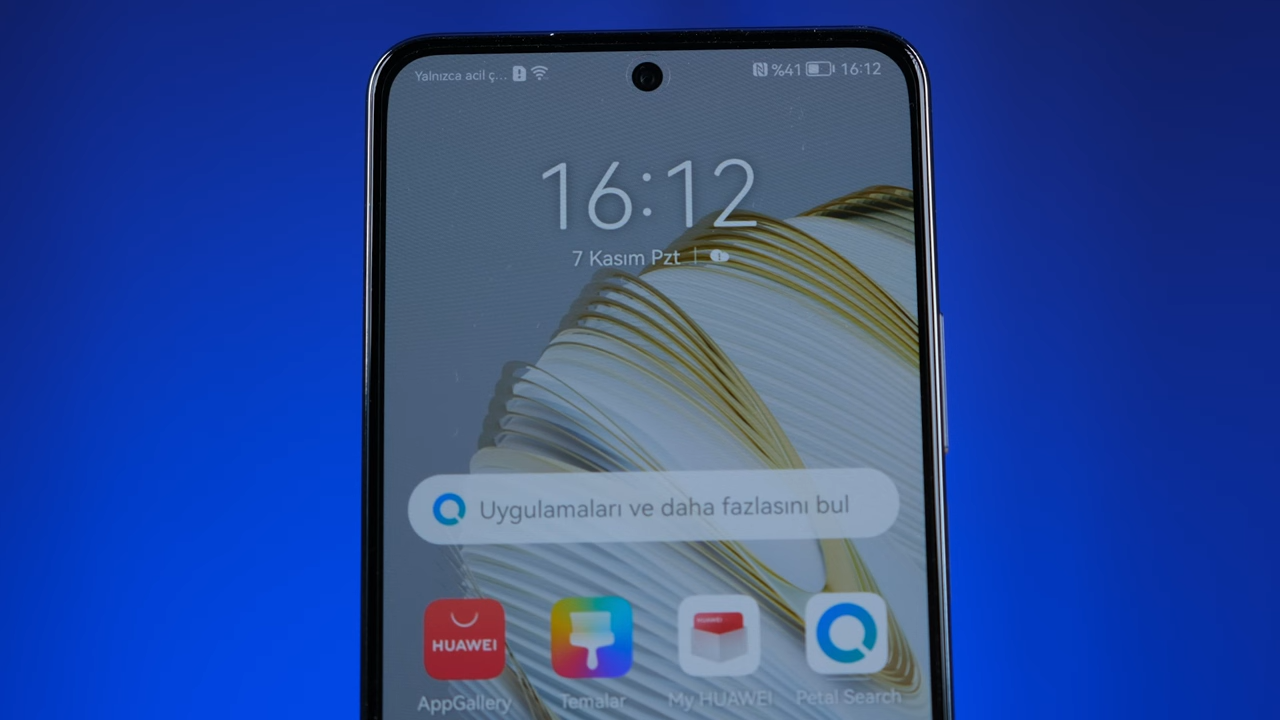 Yalnızca acil ç... %41 16:12
16:12
7 Kasım Pzt
Uygulamaları ve daha fazlasını bul
HUAWEI HUAWEI
AppGallery Temalar My HUAWEI Petal Search